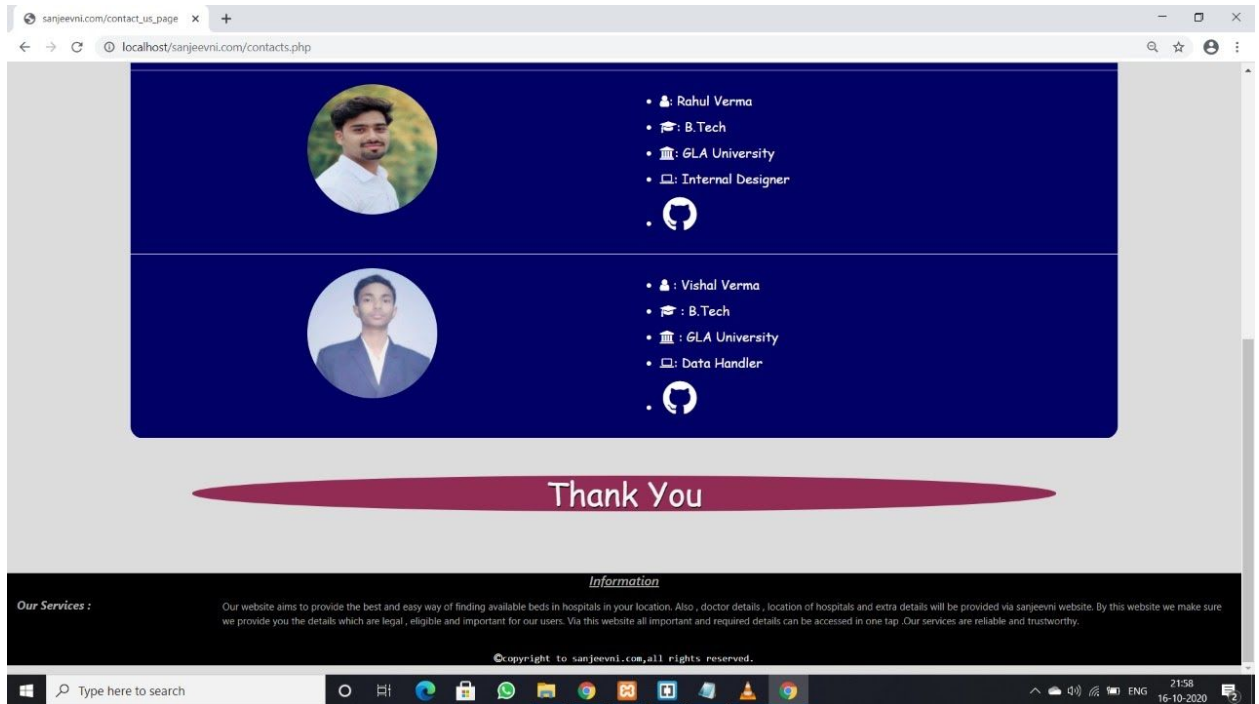 sanjeevni.com/contact_us_page
localhost/sanjeevni.com/contacts.php
: Rahul Verma
: B.Tech
: GLA University
: Internal Designer
: Vishal Verma
: B.Tech
: GLA University
: Data Handler
Thank You
Information
Our Services :
Our website aims to provide the best and easy way of finding available beds in hospitals in your location. Also , doctor details , location of hospitals and extra details will be provided via sanjeevni website. By this website we make sure
we provide you the details which are legal , eligible and important for our users. Via this website all important and required details can be accessed in one tap .Our services are reliable and trustworthy.
©copyright to sanjeevni.com,all rights reserved.
Type here to search
ENG
21:58
16-10-2020
2